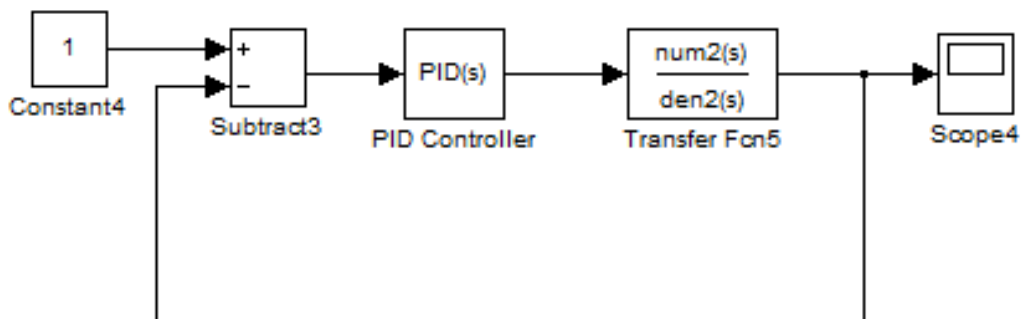 1
Constant4
+
−
Subtract3
PID(s)
PID Controller
num2(s)
den2(s)
Transfer Fcn5
Scope4